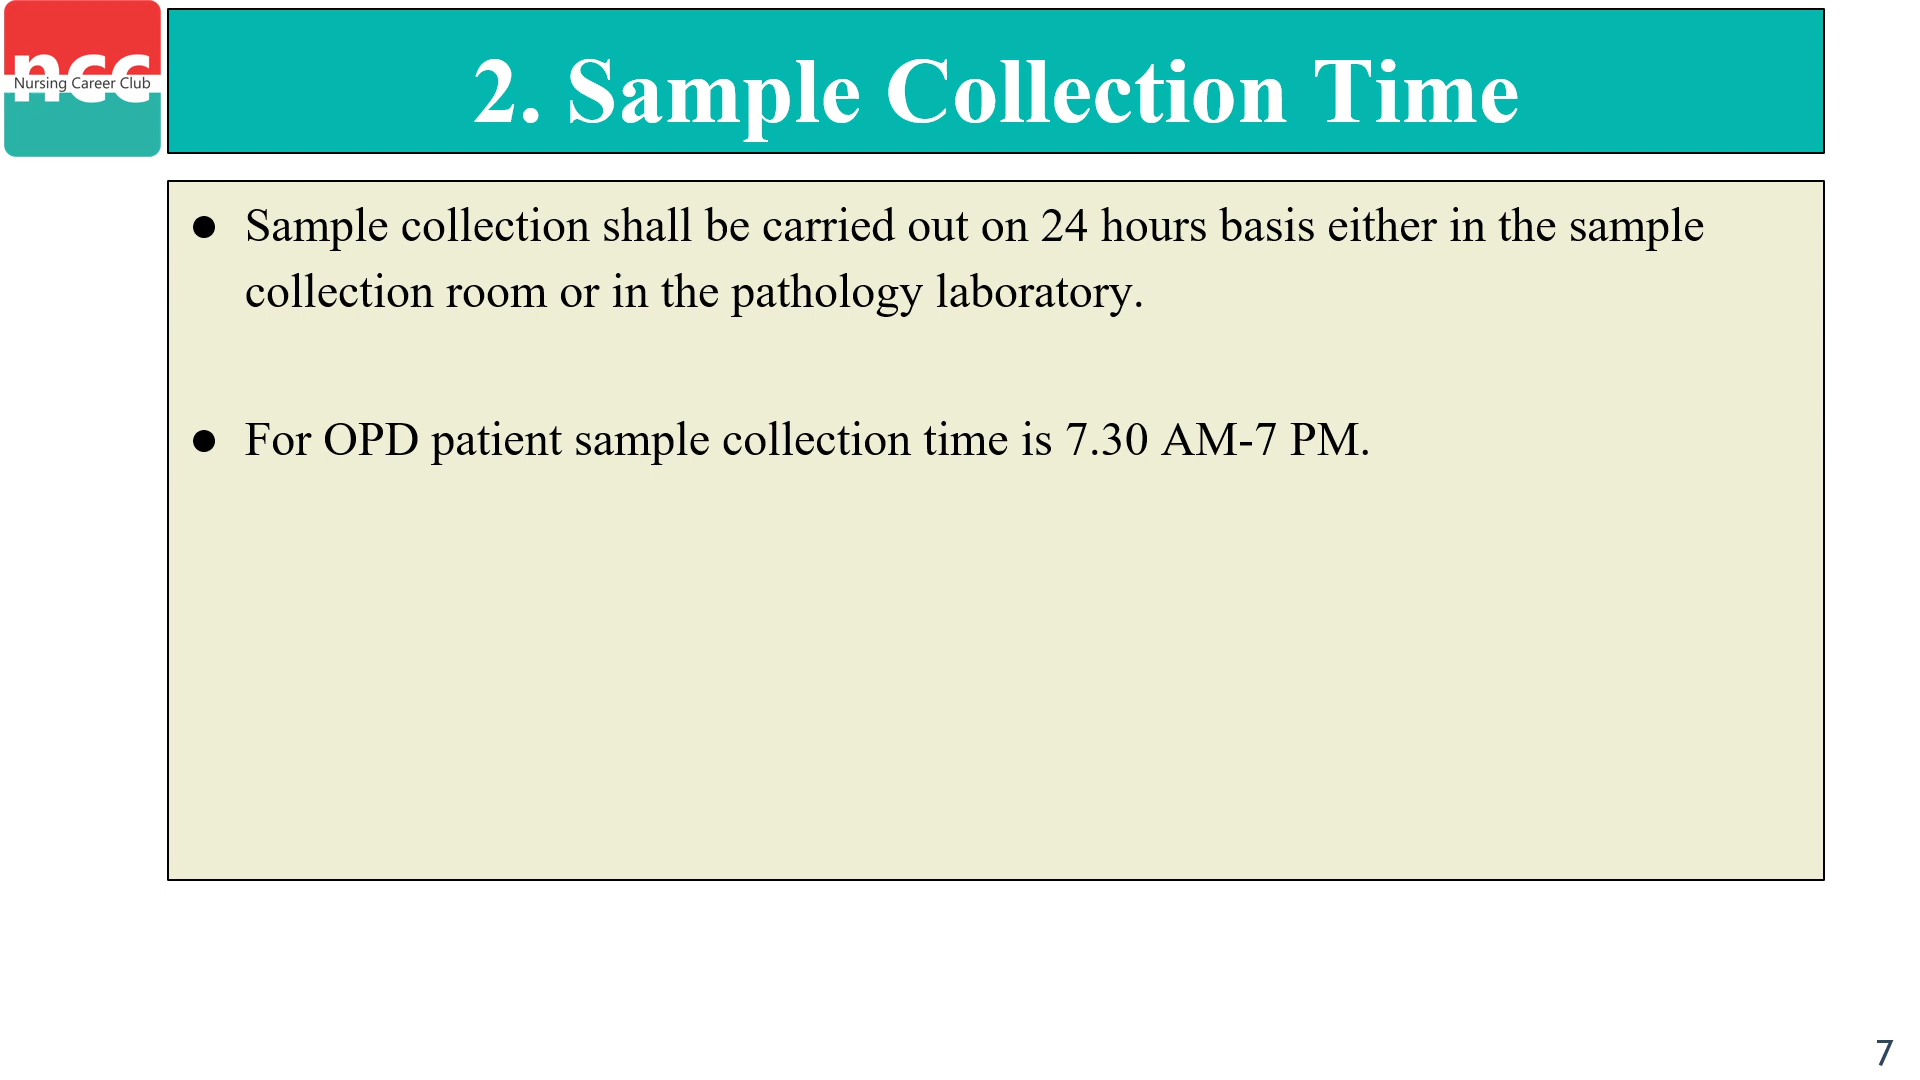 ncc
Nursing Career Club
2. Sample Collection Time
● Sample collection shall be carried out on 24 hours basis either in the sample
collection room or in the pathology laboratory.
● For OPD patient sample collection time is 7.30 AM-7 PM.
7